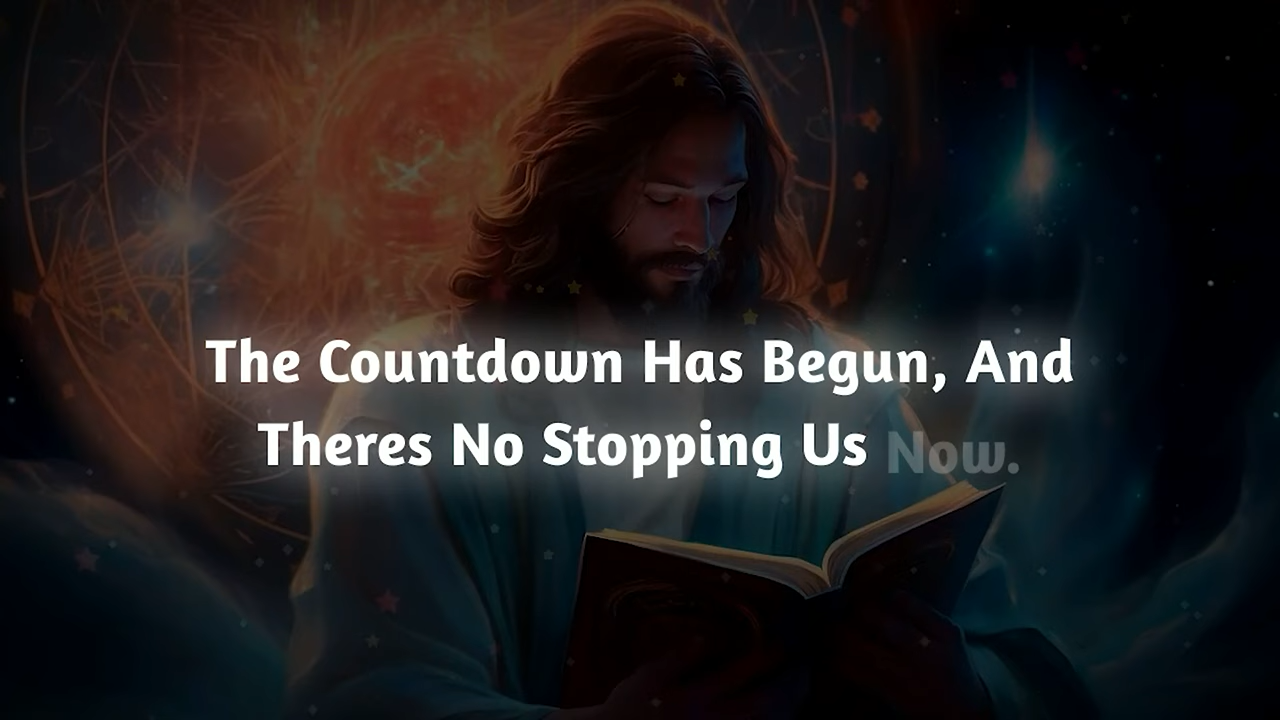 The Countdown Has Begun, And
Theres No Stopping Us Now.